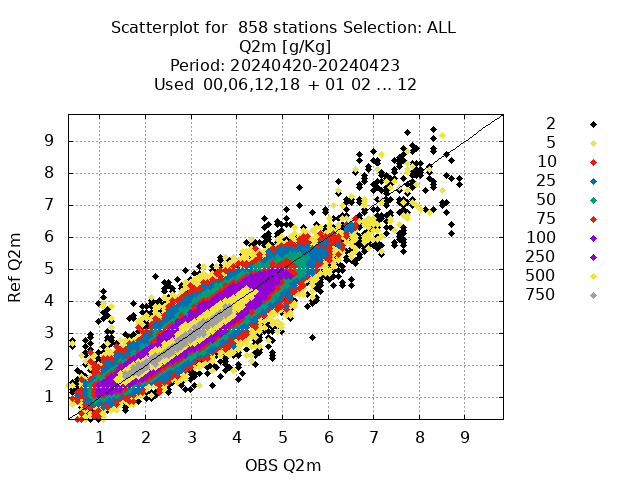 Scatterplot for  858 stations Selection: ALL
Q2m [g/Kg]
Period: 20240420-20240423
Used  00,06,12,18 + 01 02 ... 12
2
5
10
25
50
75
100
250
500
750
9
8
7
6
5
4
3
2
1
Ref Q2m
1 2 3 4 5 6 7 8 9
OBS Q2m